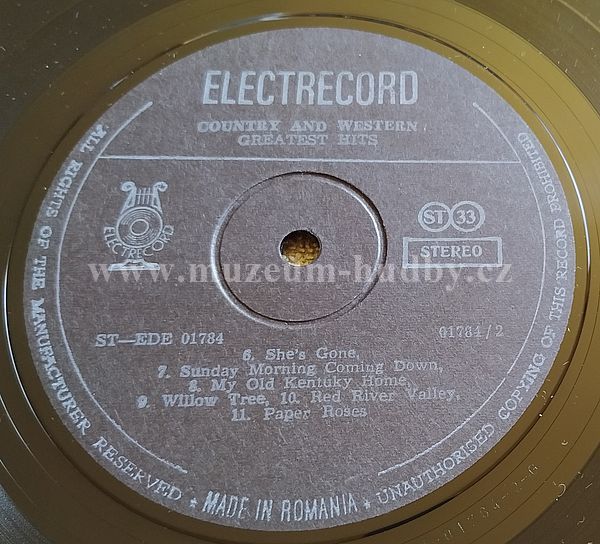 ELECTRECORD
COUNTRY AND WESTERN
GREATEST HITS
ELECTRECORD
ST 33
STEREO
www.muzeum-hudby.cz
ST—EDE 01784
01784/2
6. She's Gone,
7. Sunday Morning Coming Down,
8. My Old Kentuky Home,
9. Willow Tree, 10. Red River Valley,
11. Paper Roses
ALL RIGHTS OF THE MANUFACTURER RESERVED * MADE IN ROMANIA * UNAUTHORISED COPYING OF THIS RECORD PROHIBITED